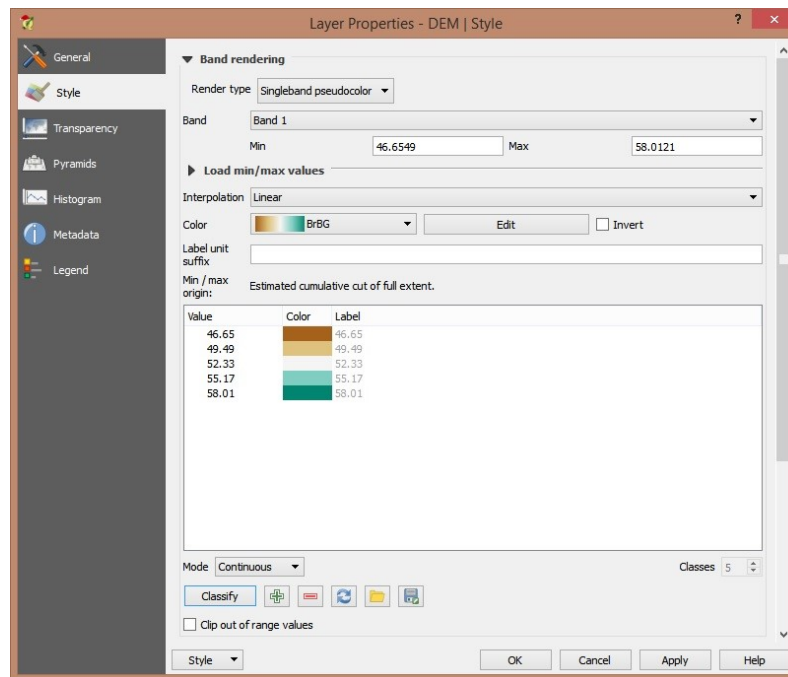 Layer Properties - DEM | Style
?
×
General
Style
Transparency
Pyramids
Histogram
Metadata
Legend
Band rendering
Render type Singleband pseudocolor
Band Band 1
Min 46.6549 Max 58.0121
Load min/max values
Interpolation Linear
Color BrBG Edit Invert
Label unit
suffix
Min / max
origin: Estimated cumulative cut of full extent.
Value Color Label
46.65 46.65
49.49 49.49
52.33 52.33
55.17 55.17
58.01 58.01
Mode Continuous Classes 5
Classify
Clip out of range values
Style OK Cancel Apply Help